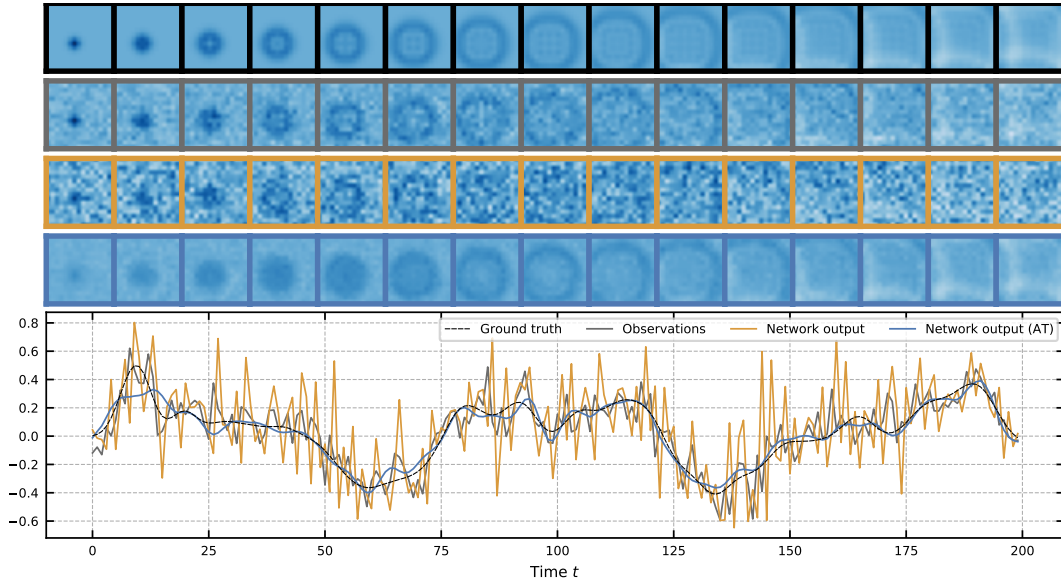 Ground truth Observations Network output Network output (AT)
0.8
0.6
0.4
0.2
0.0
−0.2
−0.4
−0.6
0 25 50 75 100 125 150 175 200
Time t